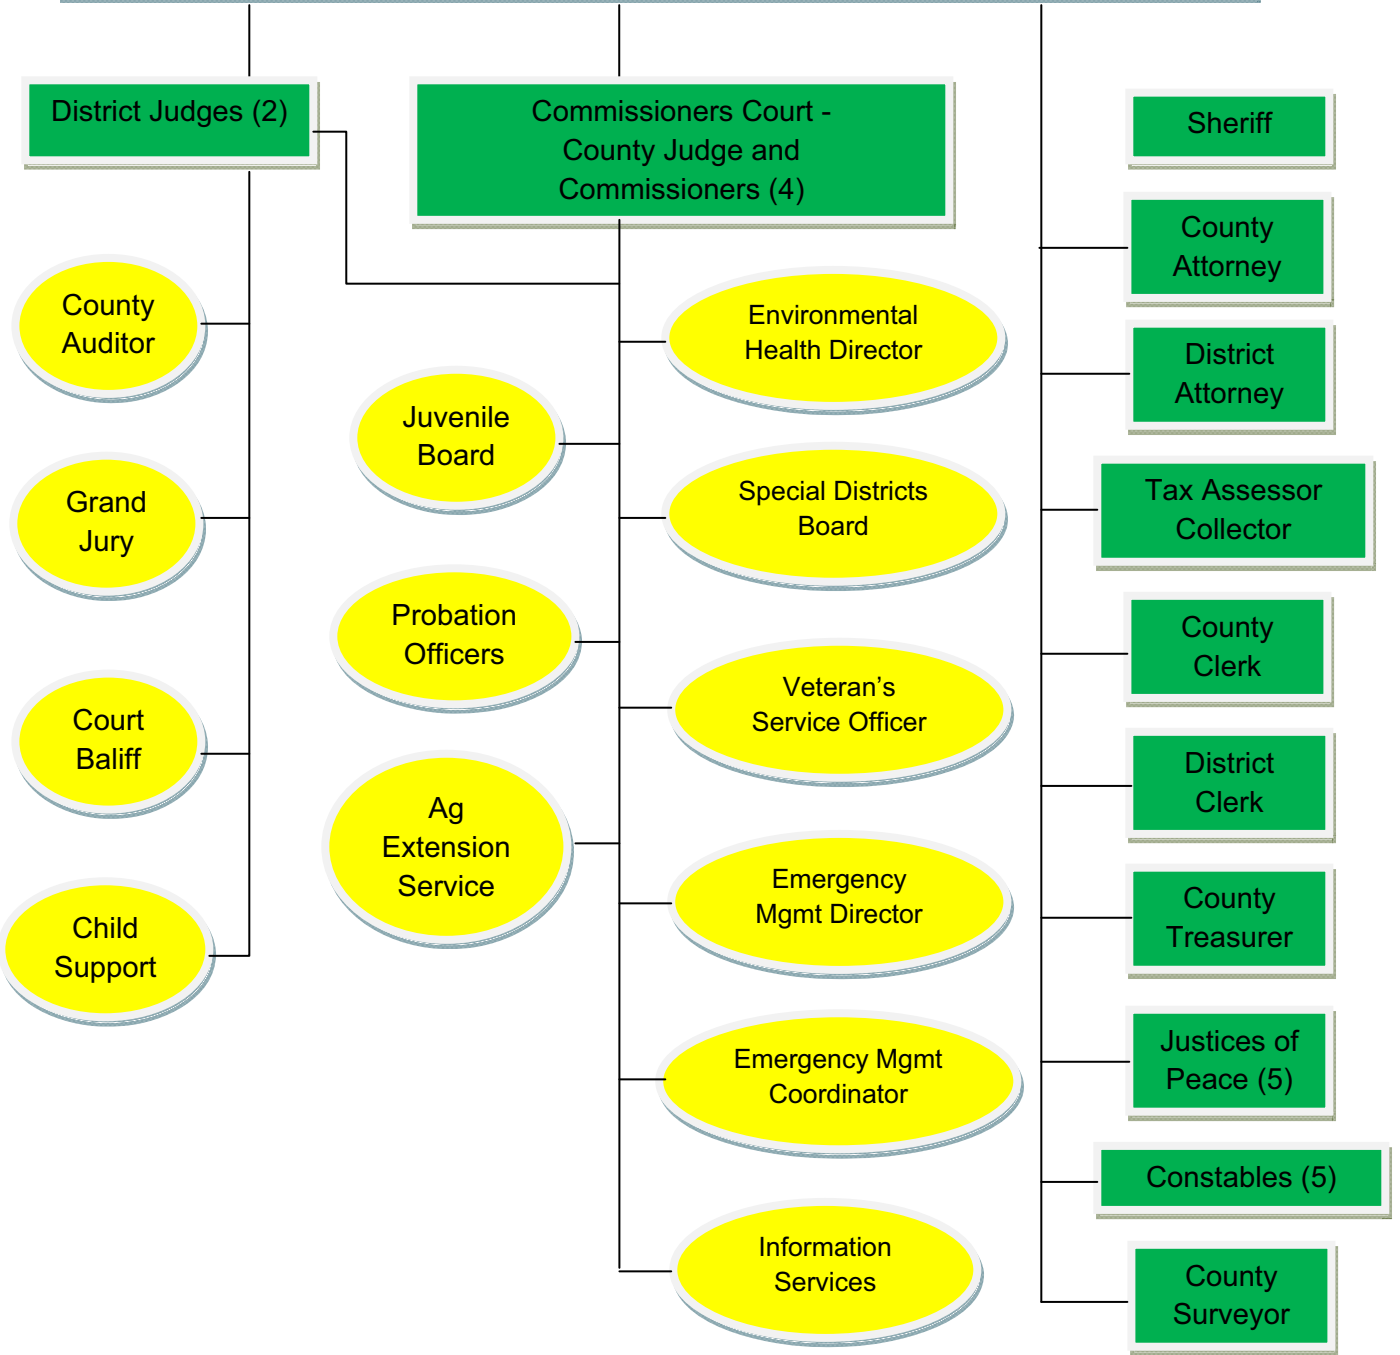 District Judges (2)
Commissioners Court -
County Judge and
Commissioners (4)
County
Auditor
Grand
Jury
Court
Baliff
Child
Support
Juvenile
Board
Probation
Officers
Ag
Extension
Service
Environmental
Health Director
Special Districts
Board
Veteran’s
Service Officer
Emergency
Mgmt Director
Emergency Mgmt
Coordinator
Information
Services
Sheriff
County
Attorney
District
Attorney
Tax Assessor
Collector
County
Clerk
District
Clerk
County
Treasurer
Justices of
Peace (5)
Constables (5)
County
Surveyor